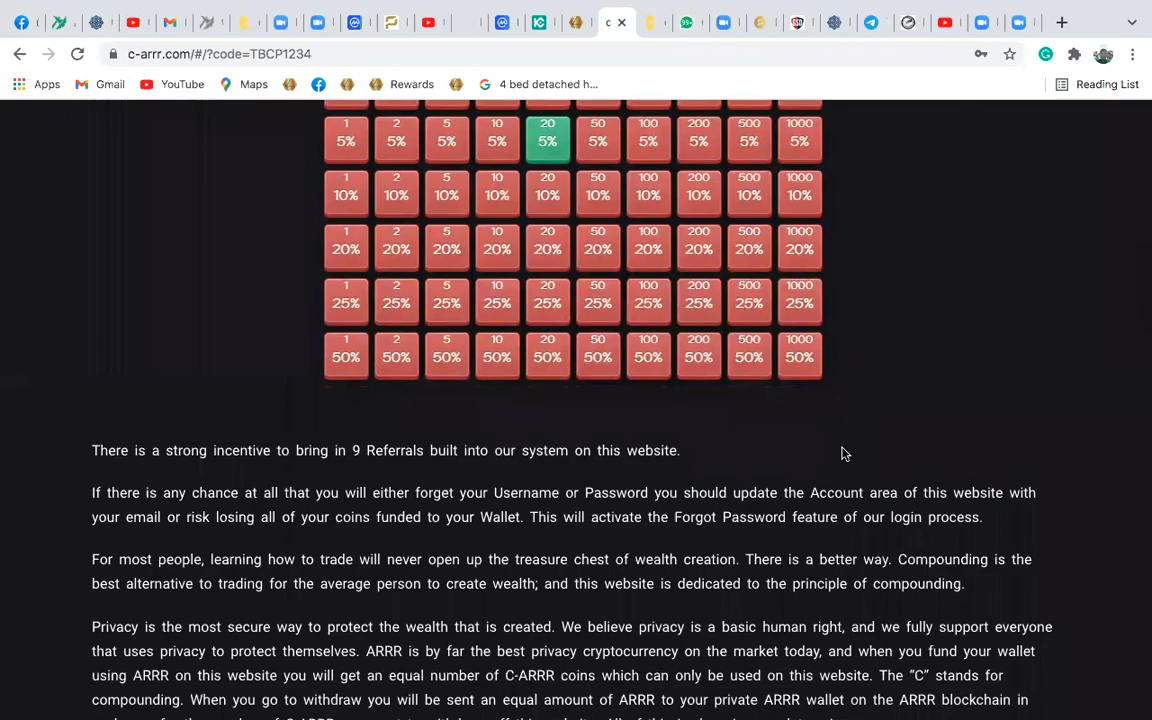 c
99+
c-arrr.com/#/?code=TBCP1234
Apps Gmail YouTube Maps Rewards 4 bed detached h... Reading List
1 2 5 10 20 50 100 200 500 1000
5% 5% 5% 5% 5% 5% 5% 5% 5% 5%
1 2 5 10 20 50 100 200 500 1000
10% 10% 10% 10% 10% 10% 10% 10% 10% 10%
1 2 5 10 20 50 100 200 500 1000
20% 20% 20% 20% 20% 20% 20% 20% 20% 20%
1 2 5 10 20 50 100 200 500 1000
25% 25% 25% 25% 25% 25% 25% 25% 25% 25%
1 2 5 10 20 50 100 200 500 1000
50% 50% 50% 50% 50% 50% 50% 50% 50% 50%
There is a strong incentive to bring in 9 Referrals built into our system on this website.
If there is any chance at all that you will either forget your Username or Password you should update the Account area of this website with
your email or risk losing all of your coins funded to your Wallet. This will activate the Forgot Password feature of our login process.
For most people, learning how to trade will never open up the treasure chest of wealth creation. There is a better way. Compounding is the
best alternative to trading for the average person to create wealth; and this website is dedicated to the principle of compounding.
Privacy is the most secure way to protect the wealth that is created. We believe privacy is a basic human right, and we fully support everyone
that uses privacy to protect themselves. ARRR is by far the best privacy cryptocurrency on the market today, and when you fund your wallet
using ARRR on this website you will get an equal number of C-ARRR coins which can only be used on this website. The “C” stands for
compounding. When you go to withdraw you will be sent an equal amount of ARRR to your private ARRR wallet on the ARRR blockchain in